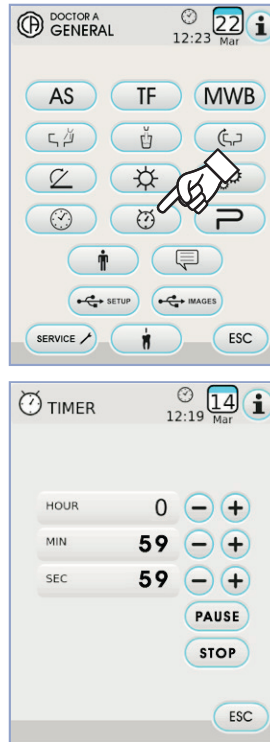 DOCTOR A
GENERAL
12:23
22
Mar
i
AS
TF
MWB
SETUP
IMAGES
SERVICE
ESC
TIMER
12:19
14
Mar
i
HOUR
0
- +
MIN
59
- +
SEC
59
- +
PAUSE
STOP
ESC